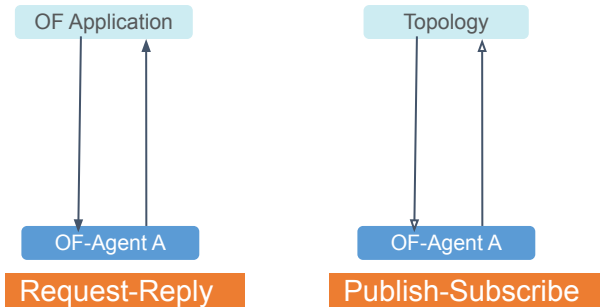 OF Application
Topology
OF-Agent A
OF-Agent A
Request-Reply
Publish-Subscribe